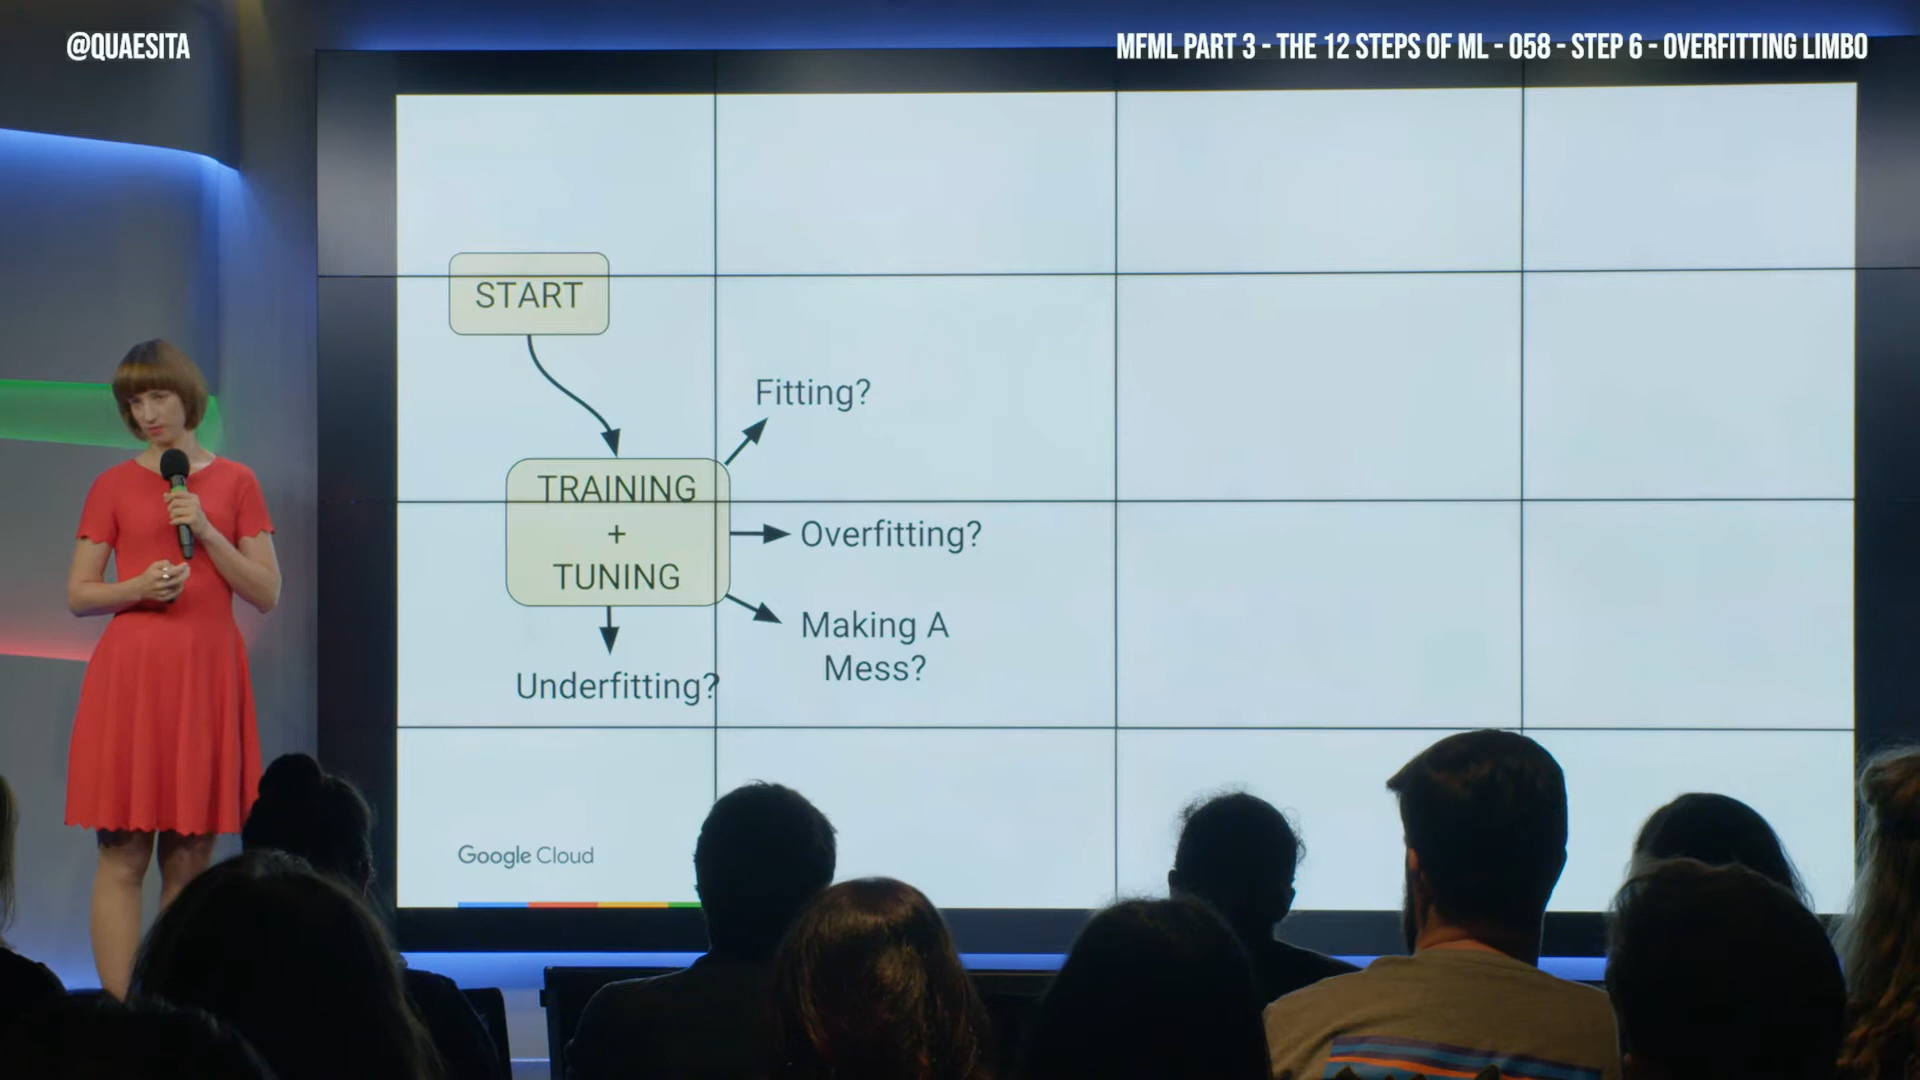 @QUAESITA
MFML PART 3 - THE 12 STEPS OF ML - 058 - STEP 6 - OVERFITTING LIMBO
START
Fitting?
TRAINING
+
TUNING
Overfitting?
Making A
Mess?
Underfitting?
Google Cloud